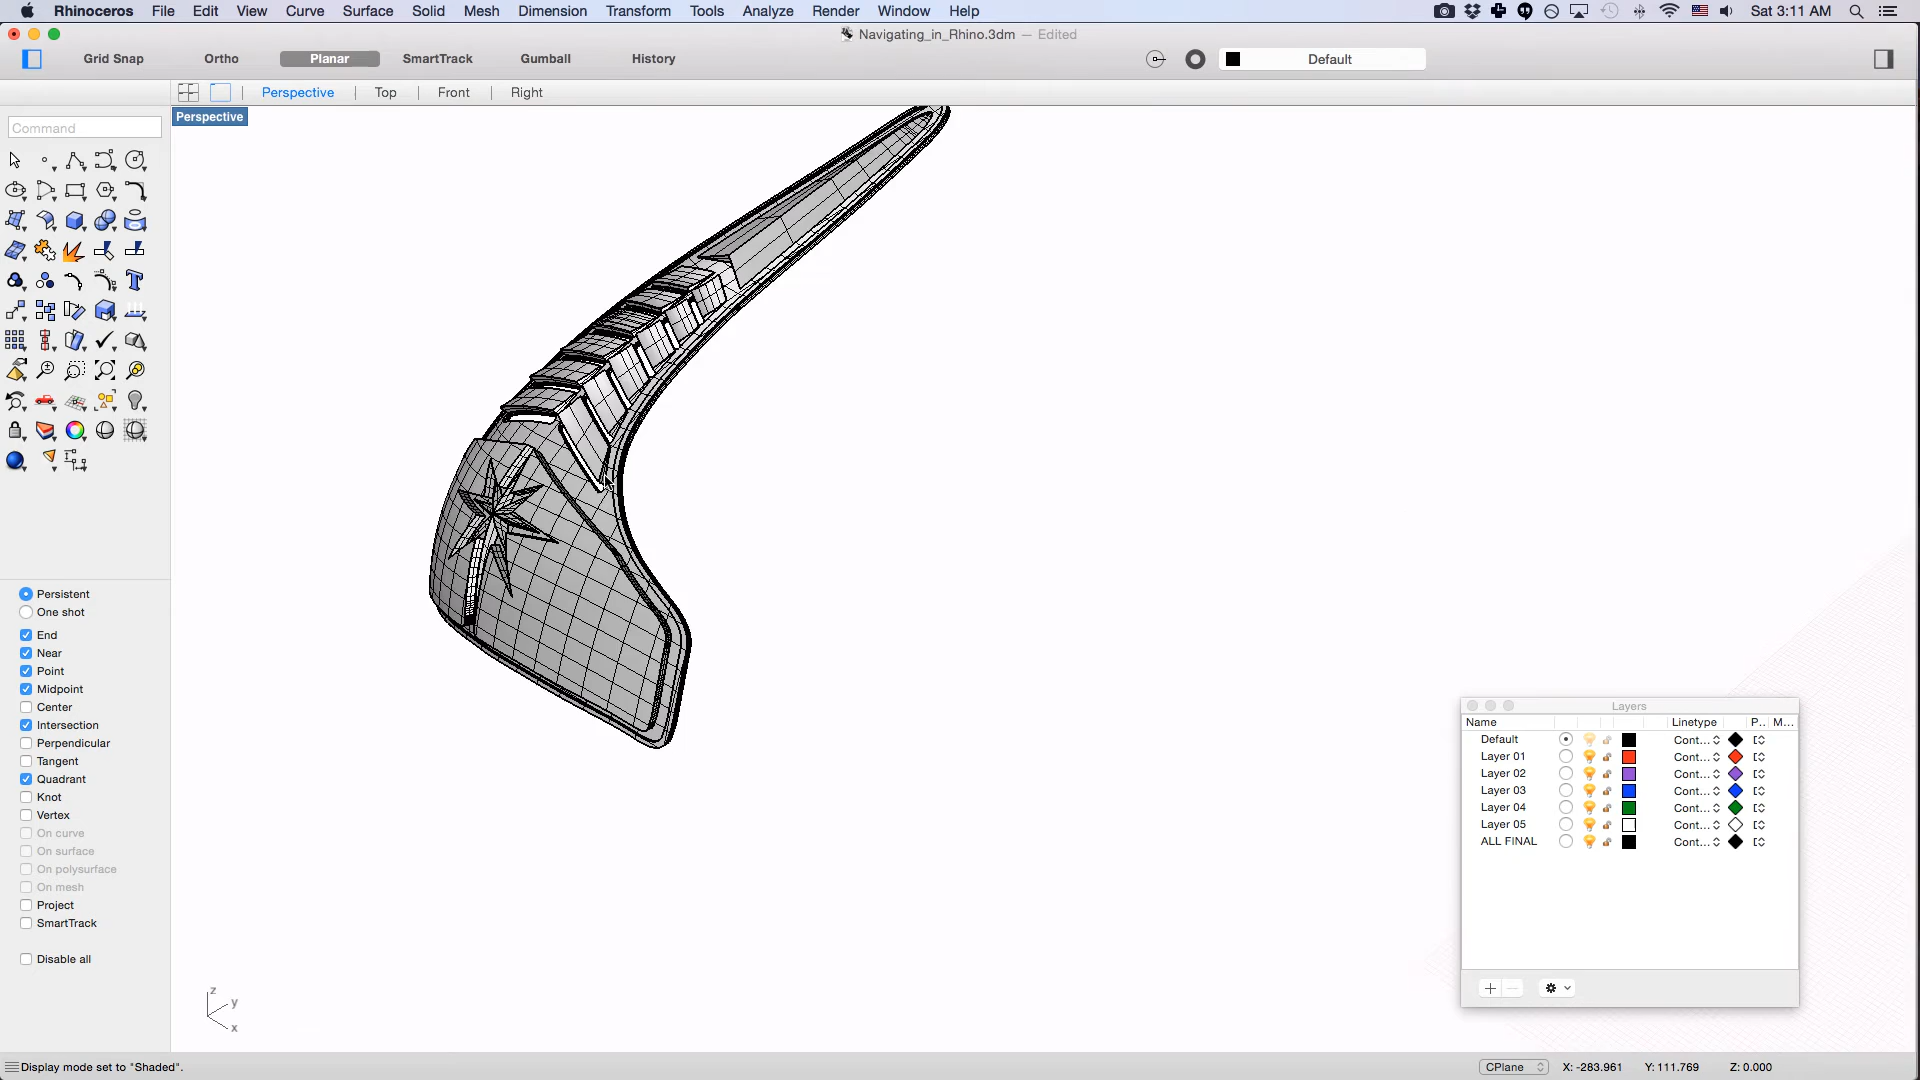 Rhinoceros File Edit View Curve Surface Solid Mesh Dimension Transform Tools Analyze Render Window Help Sat 3:11 AM
Navigating_in_Rhino.3dm — Edited
Grid Snap Ortho Planar SmartTrack Gumball History Default
Perspective Top Front Right
Perspective
Command
Persistent
One shot
End
Near
Point
Midpoint
Center
Intersection
Perpendicular
Tangent
Quadrant
Knot
Vertex
On curve
On surface
On polysurface
On mesh
Project
SmartTrack
Disable all
z
y
x
Layers
Name Linetype P.. M...
Default Cont...
Layer 01 Cont...
Layer 02 Cont...
Layer 03 Cont...
Layer 04 Cont...
Layer 05 Cont...
ALL FINAL Cont...
Display mode set to "Shaded". CPlane X: -283.961 Y: 111.769 Z: 0.000